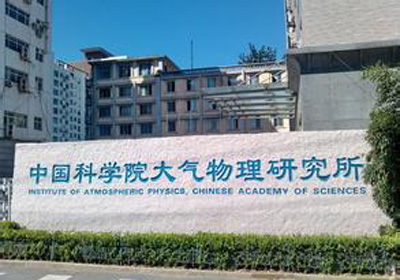 中国科学院大气物理研究所
INSTITUTE OF ATMOSPHERIC PHYSICS, CHINESE ACADEMY OF SCIENCES